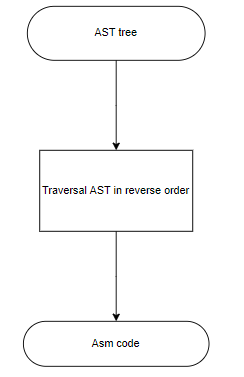 AST tree
Traversal AST in reverse order
Asm code